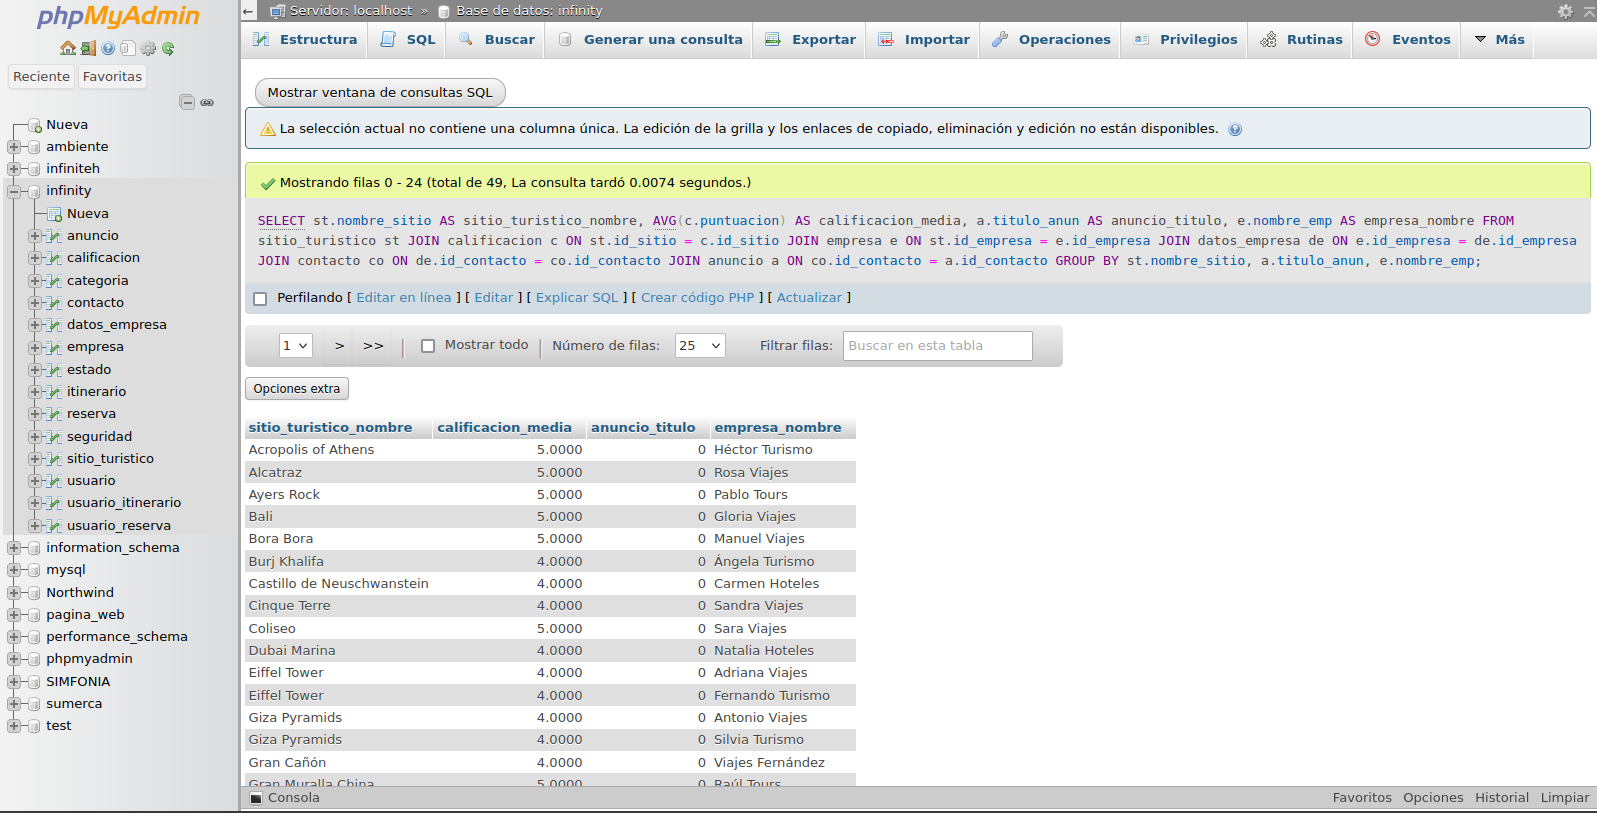 phpMyAdmin
Reciente Favoritas
Nueva
ambiente
infiniteh
infinity
Nueva
anuncio
calificacion
categoria
contacto
datos_empresa
empresa
estado
itinerario
reserva
seguridad
sitio_turistico
usuario
usuario_itinerario
usuario_reserva
information_schema
mysql
Northwind
pagina_web
performance_schema
phpmyadmin
SIMFONIA
sumerca
test
Servidor: localhost » Base de datos: infinity
Estructura SQL Buscar Generar una consulta Exportar Importar Operaciones Privilegios Rutinas Eventos Más
Mostrar ventana de consultas SQL
La selección actual no contiene una columna única. La edición de la grilla y los enlaces de copiado, eliminación y edición no están disponibles.
Mostrando filas 0 - 24 (total de 49, La consulta tardó 0.0074 segundos.)
SELECT st.nombre_sitio AS sitio_turistico_nombre, AVG(c.puntuacion) AS calificacion_media, a.titulo_anun AS anuncio_titulo, e.nombre_emp AS empresa_nombre FROM
sitio_turistico st JOIN calificacion c ON st.id_sitio = c.id_sitio JOIN empresa e ON st.id_empresa = e.id_empresa JOIN datos_empresa de ON e.id_empresa = de.id_empresa
JOIN contacto co ON de.id_contacto = co.id_contacto JOIN anuncio a ON co.id_contacto = a.id_contacto GROUP BY st.nombre_sitio, a.titulo_anun, e.nombre_emp;
Perfilando [ Editar en línea ] [ Editar ] [ Explicar SQL ] [ Crear código PHP ] [ Actualizar ]
1 > >> Mostrar todo Número de filas: 25 Filtrar filas: Buscar en esta tabla
Opciones extra
sitio_turistico_nombre calificacion_media anuncio_titulo empresa_nombre
Acropolis of Athens 5.0000 0 Héctor Turismo
Alcatraz 5.0000 0 Rosa Viajes
Ayers Rock 5.0000 0 Pablo Tours
Bali 5.0000 0 Gloria Viajes
Bora Bora 5.0000 0 Manuel Viajes
Burj Khalifa 4.0000 0 Ángela Turismo
Castillo de Neuschwanstein 4.0000 0 Carmen Hoteles
Cinque Terre 4.0000 0 Sandra Viajes
Coliseo 5.0000 0 Sara Viajes
Dubai Marina 4.0000 0 Natalia Hoteles
Eiffel Tower 4.0000 0 Adriana Viajes
Eiffel Tower 4.0000 0 Fernando Turismo
Giza Pyramids 4.0000 0 Antonio Viajes
Giza Pyramids 4.0000 0 Silvia Turismo
Gran Cañón 4.0000 0 Viajes Fernández
Gran Muralla China 5.0000 0 Raúl Tours
Consola Favoritos Opciones Historial Limpiar